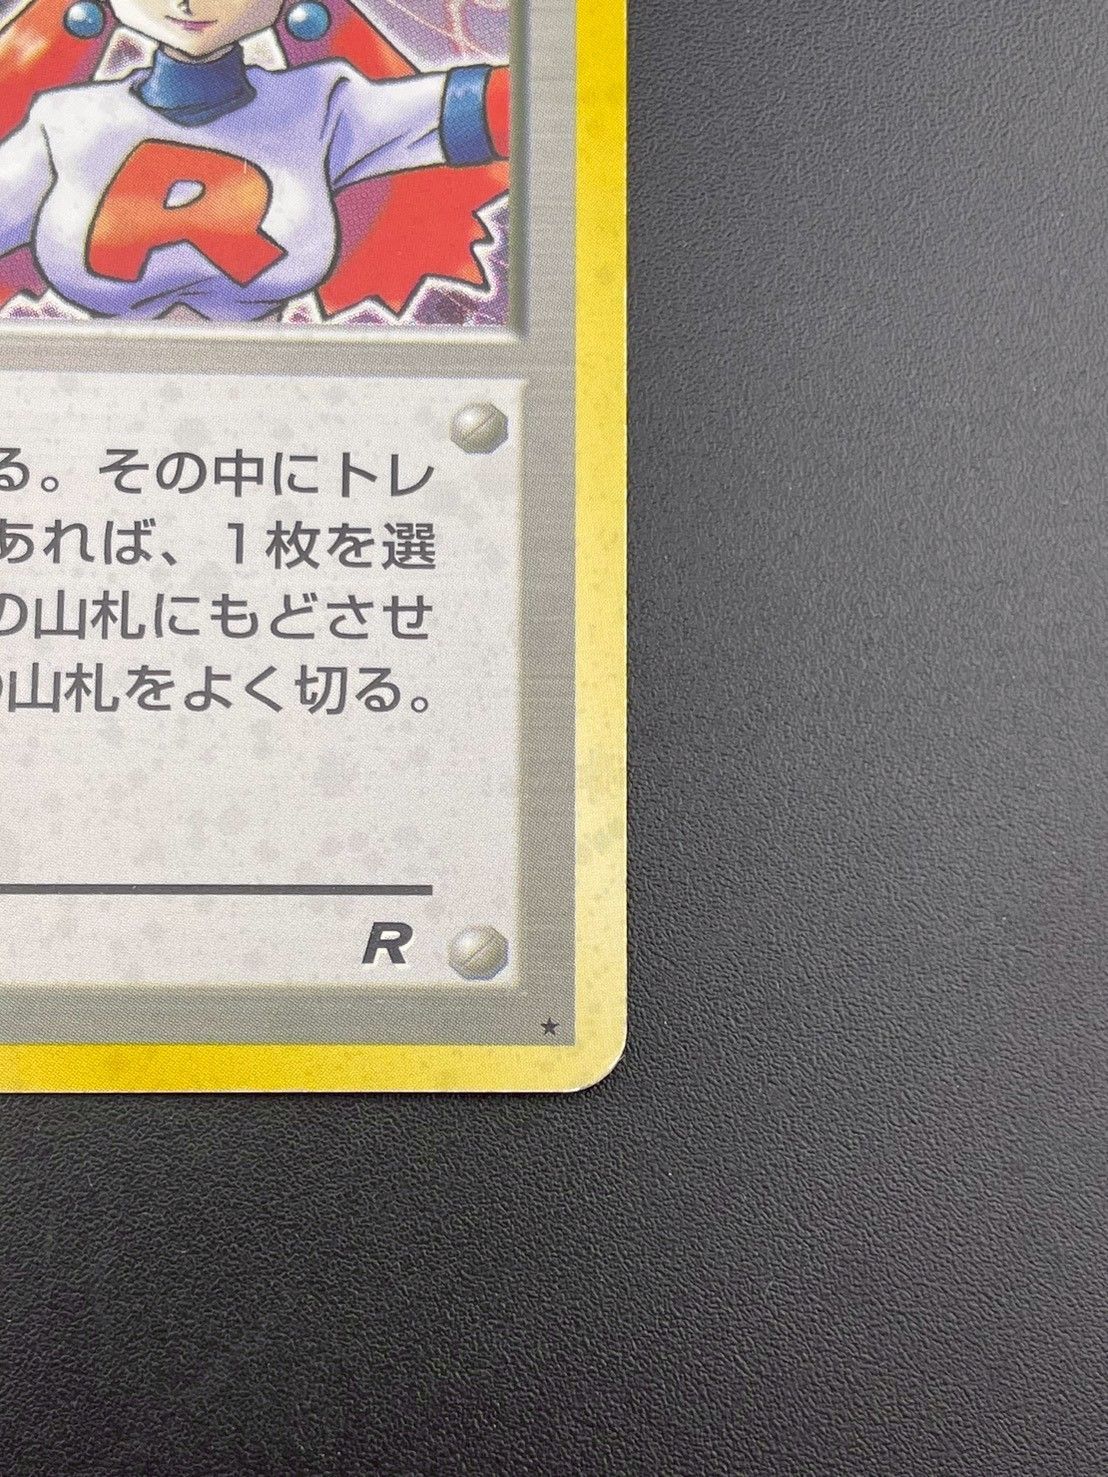 R
る。その中にトレ
あれば、1枚を選
の山札にもどさせ
の山札をよく切る。
R
★